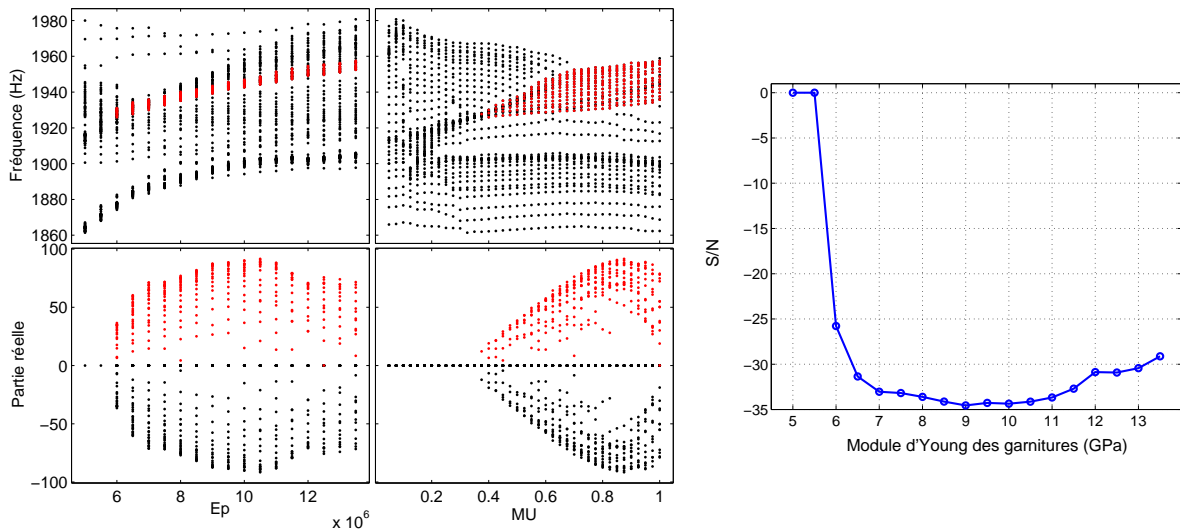 1980
1960
1940
1920
1900
1880
1860
Fréquence (Hz)
100
50
0
−50
−100
Partie réelle
6 8 10 12
Ep
x 10^6
0.2 0.4 0.6 0.8 1
MU
0
−5
−10
−15
−20
−25
−30
−35
S/N
5 6 7 8 9 10 11 12 13
Module d'Young des garnitures (GPa)